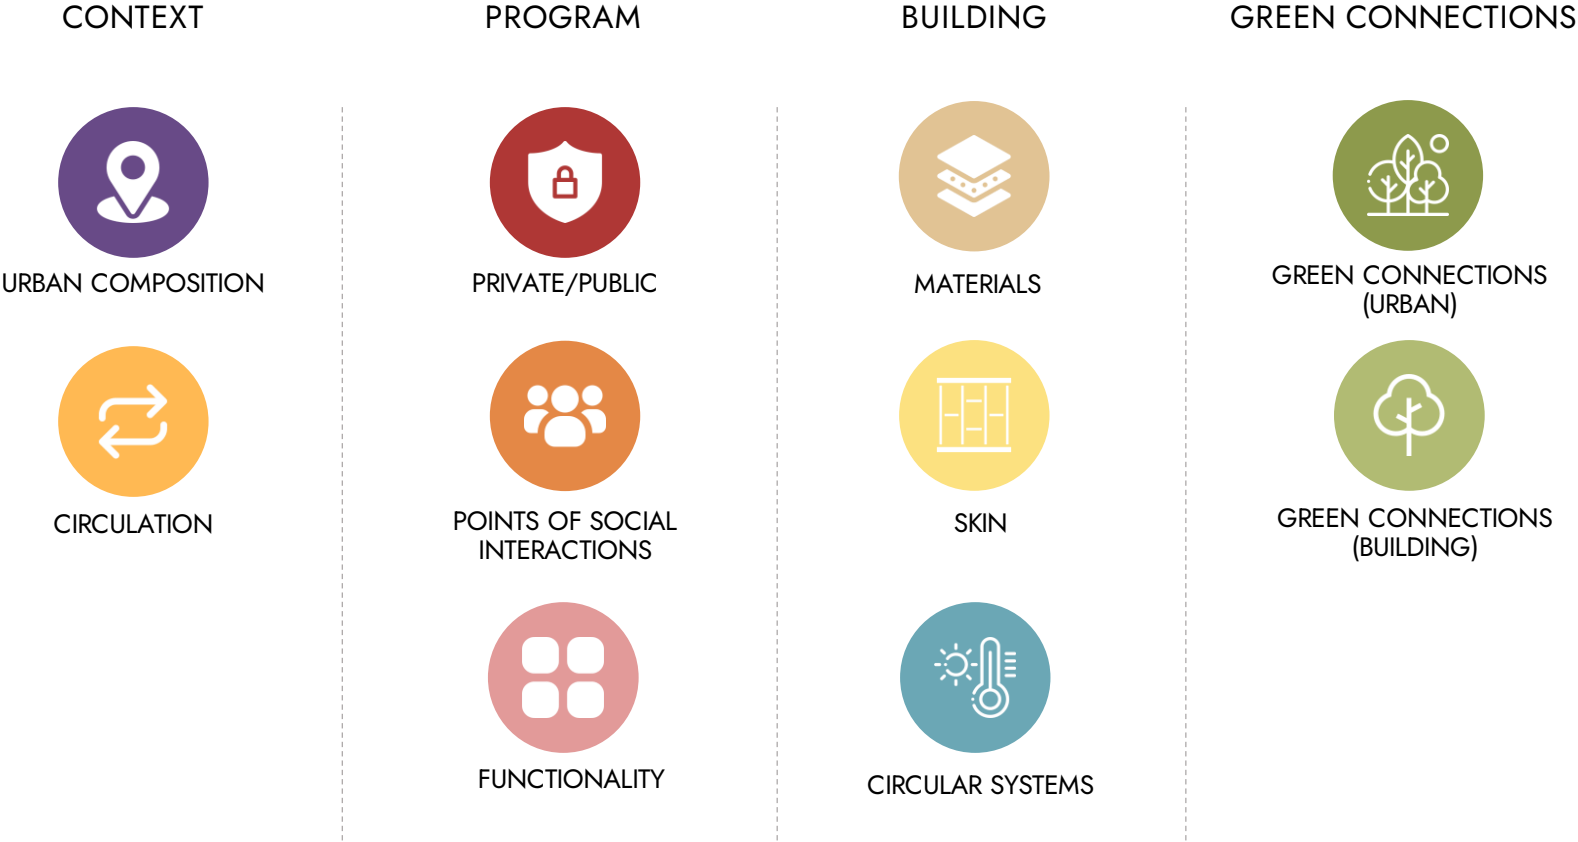 CONTEXT
URBAN COMPOSITION
CIRCULATION
PROGRAM
PRIVATE/PUBLIC
POINTS OF SOCIAL
INTERACTIONS
FUNCTIONALITY
BUILDING
MATERIALS
SKIN
CIRCULAR SYSTEMS
GREEN CONNECTIONS
GREEN CONNECTIONS
(URBAN)
GREEN CONNECTIONS
(BUILDING)